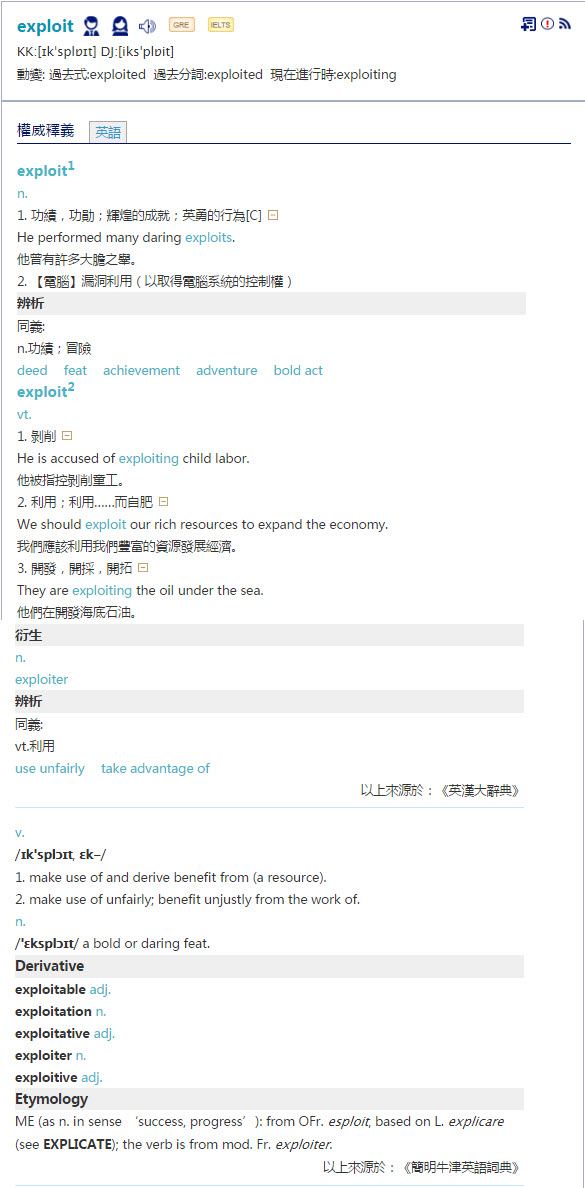 exploit GRE IELTS
KK:[ɪkˈsplɒɪt] DJ:[iksˈplɒit]
動變: 過去式:exploited 過去分詞:exploited 現在進行時:exploiting
權威釋義 英語
exploit1
n.
1. 功績，功勛；輝煌的成就；英勇的行為[C]
He performed many daring exploits.
他曾有許多大膽之舉。
2. 【電腦】漏洞利用（以取得電腦系統的控制權）
辨析
同義:
n.功績；冒險
deed feat achievement adventure bold act
exploit2
vt.
1. 剝削
He is accused of exploiting child labor.
他被指控剝削童工。
2. 利用；利用……而自肥
We should exploit our rich resources to expand the economy.
我們應該利用我們豐富的資源發展經濟。
3. 開發，開採，開拓
They are exploiting the oil under the sea.
他們在開發海底石油。
衍生
n.
exploiter
辨析
同義:
vt.利用
use unfairly take advantage of
以上來源於：《英漢大辭典》
v.
/ɪk'splɔɪt, ɛk–/
1. make use of and derive benefit from (a resource).
2. make use of unfairly; benefit unjustly from the work of.
n.
/'ɛksplɔɪt/ a bold or daring feat.
Derivative
exploitable adj.
exploitation n.
exploitative adj.
exploiter n.
exploitive adj.
Etymology
ME (as n. in sense ‘success, progress’): from OFr. esploit, based on L. explicare
(see EXPLICATE); the verb is from mod. Fr. exploiter.
以上來源於：《簡明牛津英語詞典》